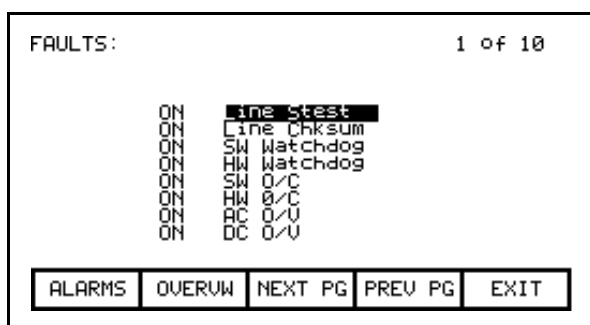 FAULTS: 1 of 10
ON Line Stest
ON Line Chksum
ON SW Watchdog
ON HW Watchdog
ON SW O/C
ON HW 0/C
ON AC O/V
ON DC O/V
ALARMS OVERVW NEXT PG PREV PG EXIT